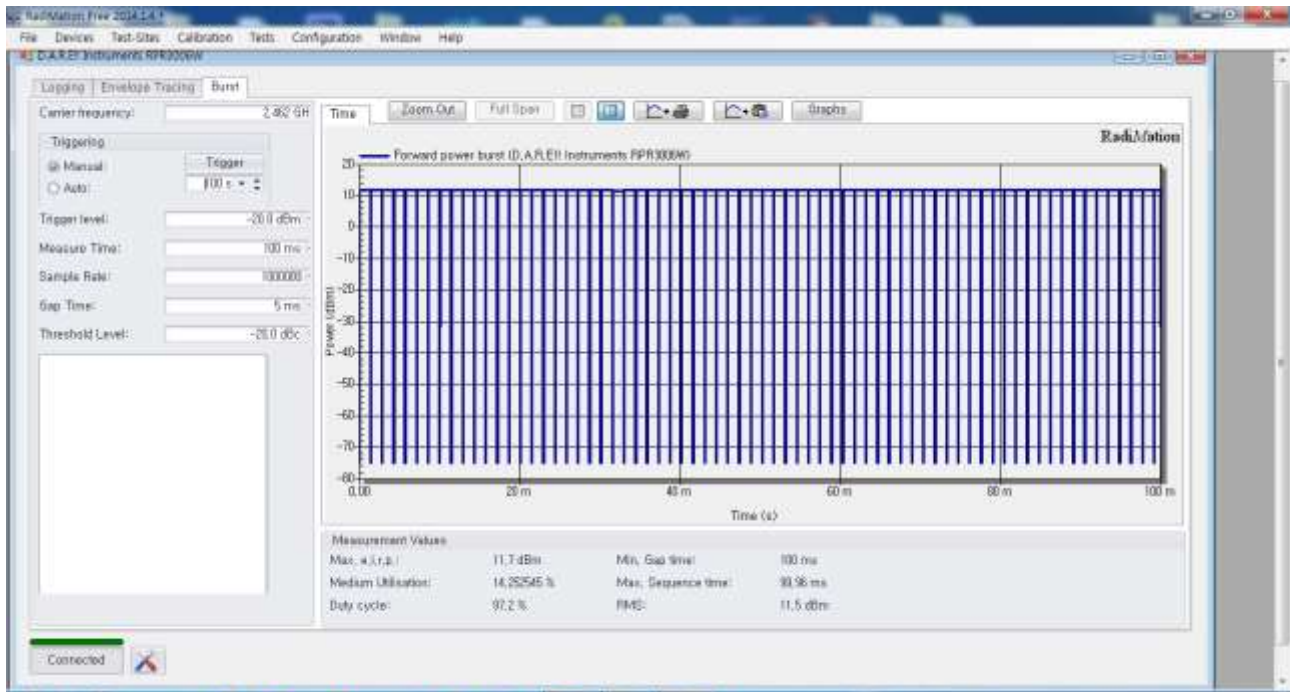 RadiMation Free 2014.1.4.*
File Devices Test-Sites Calibration Tests Configuration Window Help
D.A.R.E!! Instruments RPR3006W
Logging Envelope Tracing Burst
Carrier frequency: 2,462 GH
Triggering
Manual Trigger
Auto: 100 s
Trigger level: -20.0 dBm
Measure Time: 100 ms
Sample Rate: 1000000
Gap Time: 5 ms
Threshold Level: -20.0 dBc
Time Zoom Out Full Span Graphs
RadiMation
Forward power burst (D.A.R.E!! Instruments RPR3006W)
20
10
0
-10
-20
-30
-40
-50
-60
-70
-80
Power (dBm)
0.00 20 m 40 m 60 m 80 m 100 m
Time (s)
Measurement Values
Max. e.i.r.p.: 11,7 dBm Min. Gap time: 100 ms
Medium Utilisation: 14,252545 % Max. Sequence time: 99,96 ms
Duty cycle: 97,2 % RMS: 11,5 dBm
Connected